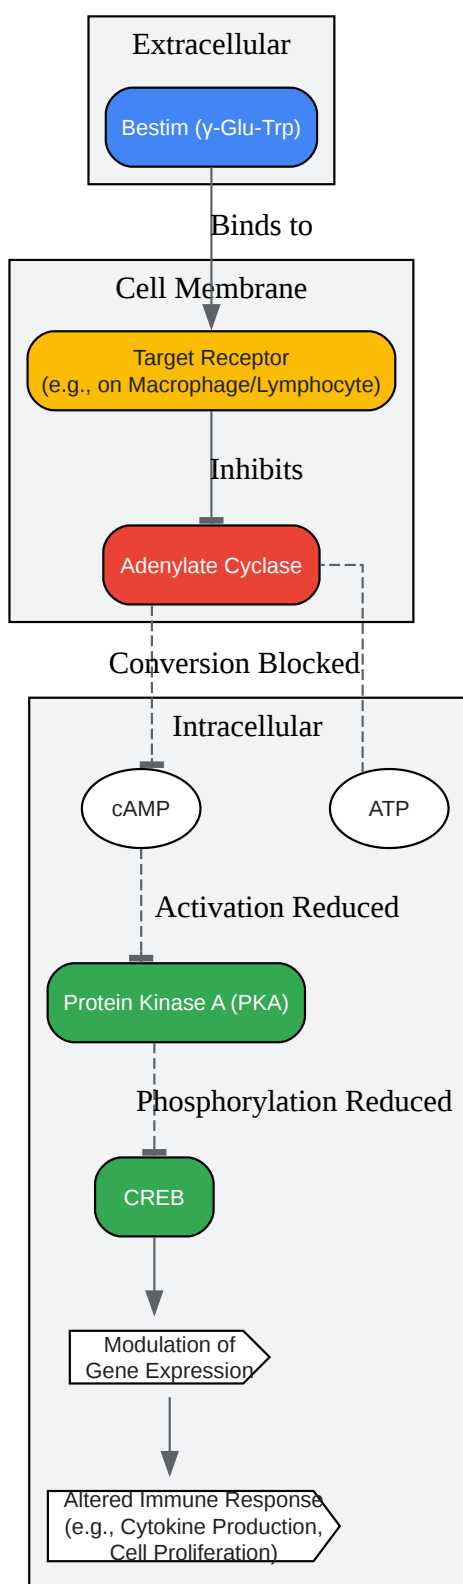 Extracellular
Bestim (γ-Glu-Trp)
Binds to
Cell Membrane
Target Receptor
(e.g., on Macrophage/Lymphocyte)
Inhibits
Adenylate Cyclase
Conversion Blocked
Intracellular
cAMP
ATP
Activation Reduced
Protein Kinase A (PKA)
Phosphorylation Reduced
CREB
Modulation of
Gene Expression
Altered Immune Response
(e.g., Cytokine Production,
Cell Proliferation)